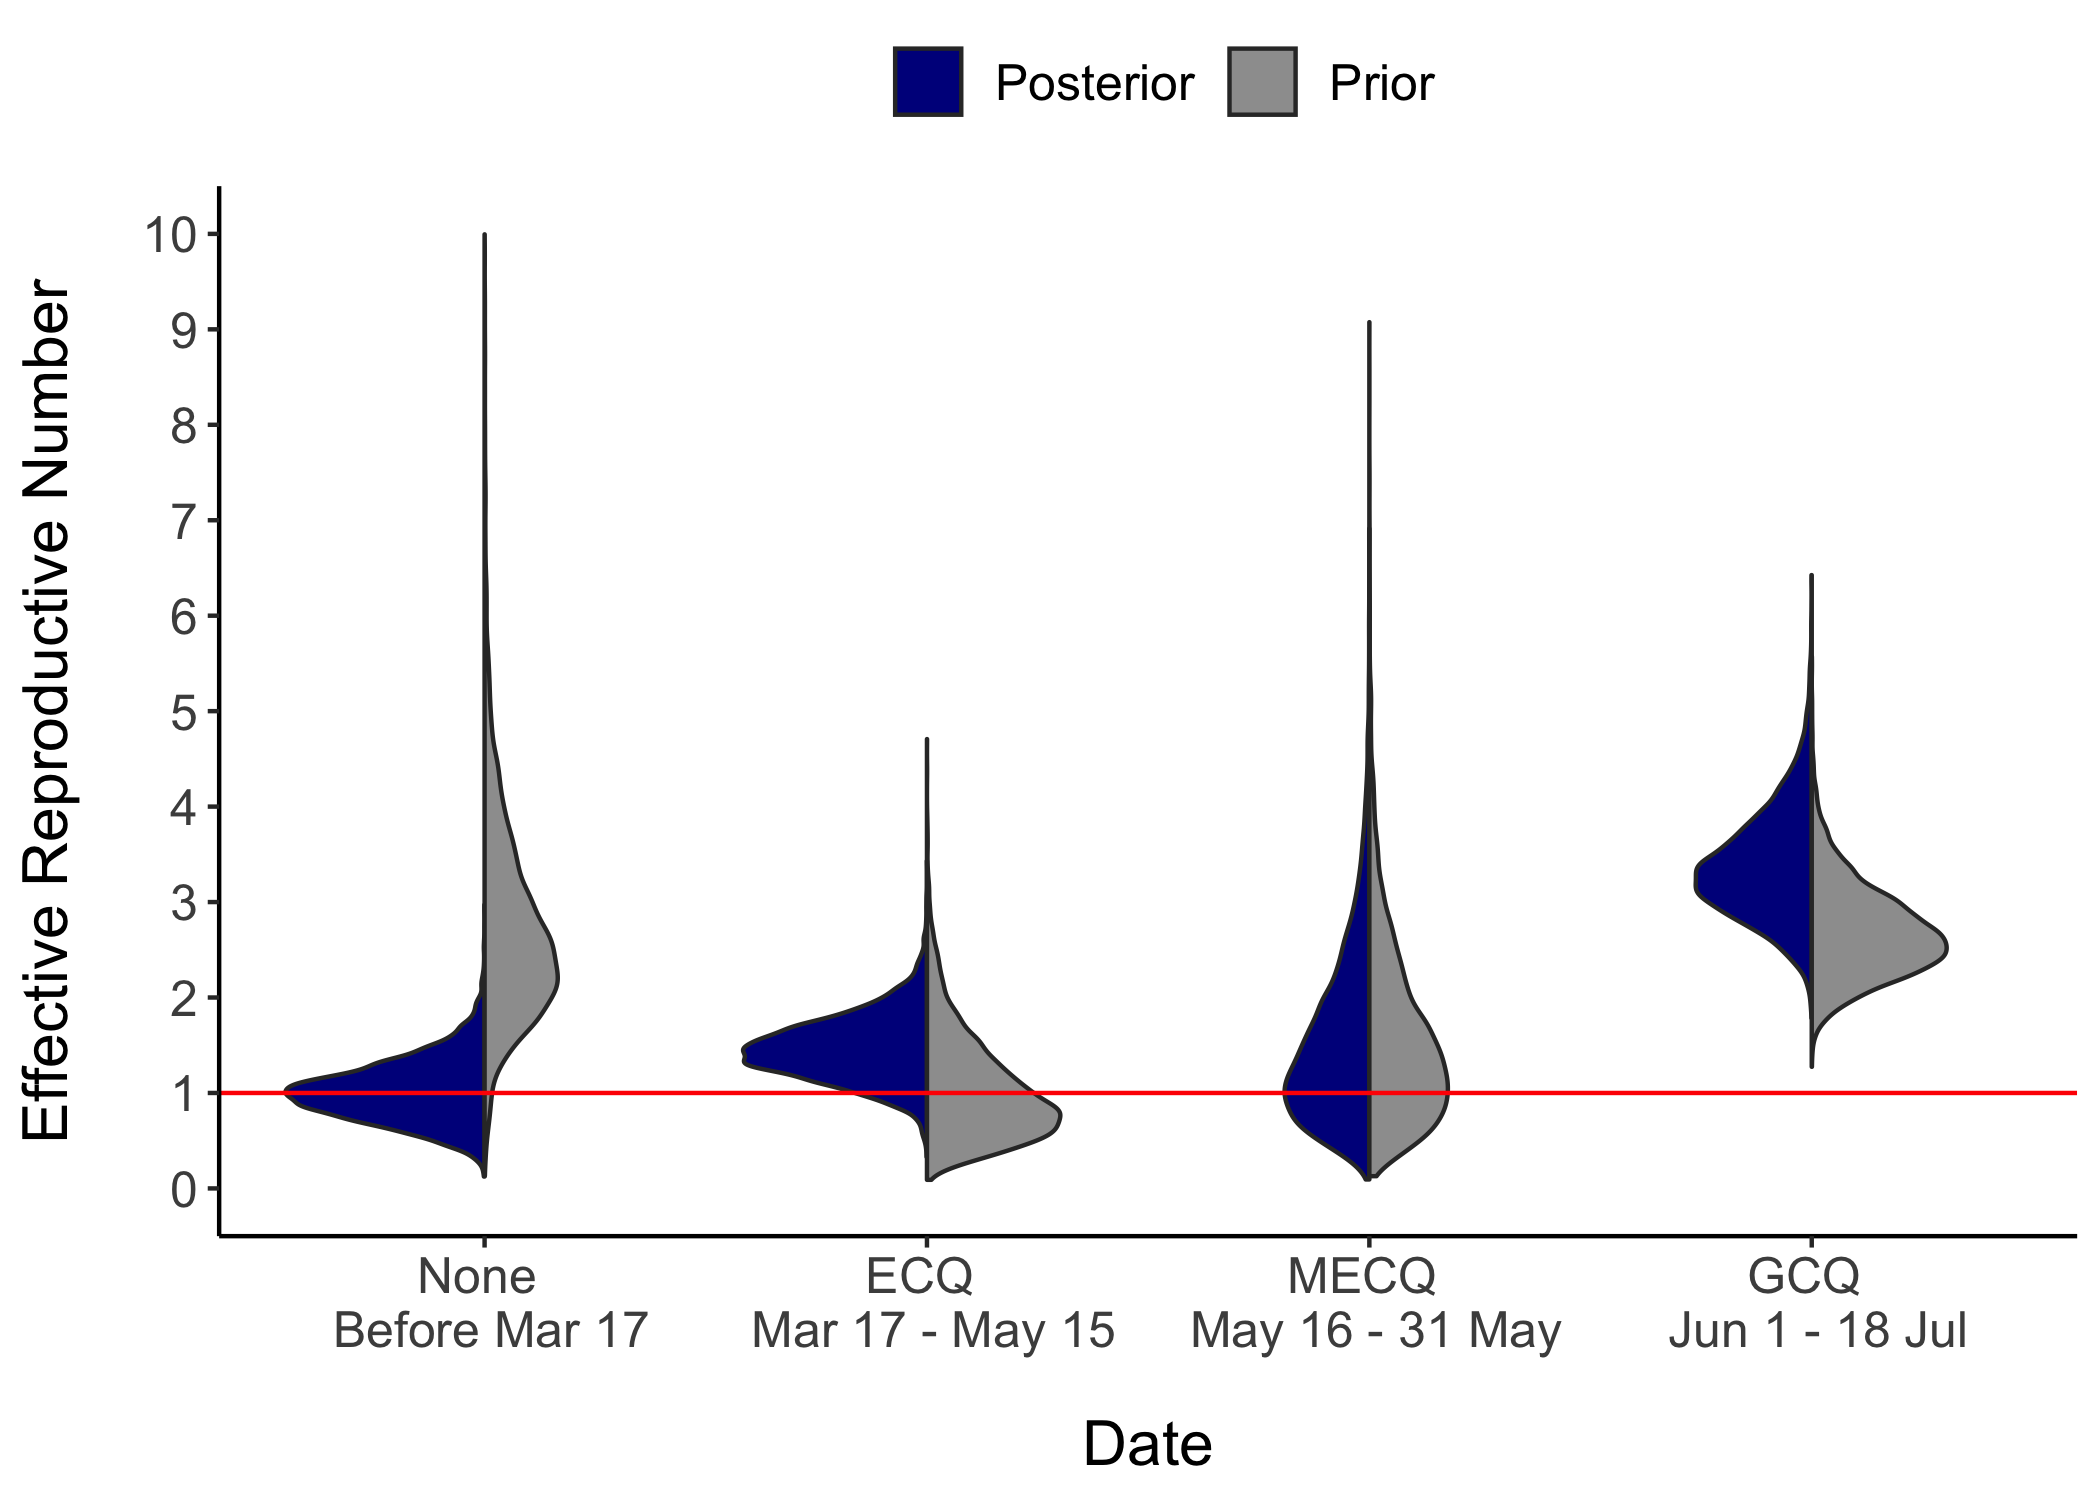 Posterior Prior
Effective Reproductive Number
10
9
8
7
6
5
4
3
2
1
0
None ECQ MECQ GCQ
Before Mar 17 Mar 17 - May 15 May 16 - 31 May Jun 1 - 18 Jul
Date